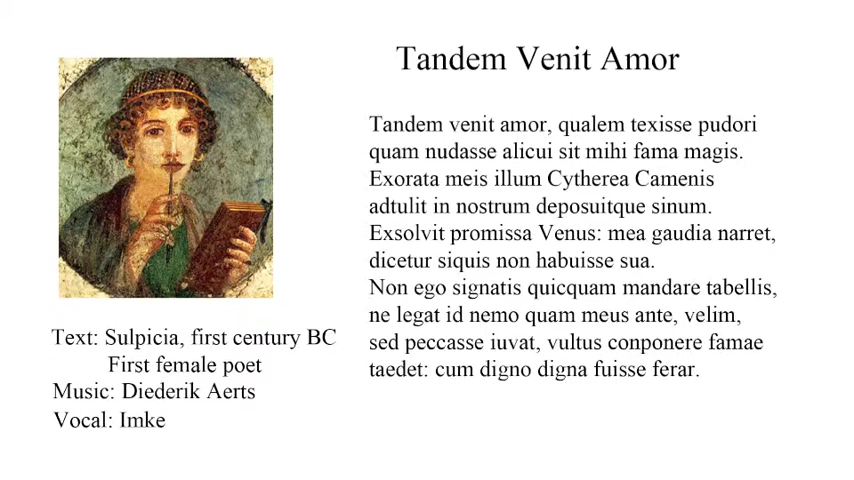 Tandem Venit Amor
Tandem venit amor, qualem texisse pudori
quam nudasse alicui sit mihi fama magis.
Exorata meis illum Cytherea Camenis
adtulit in nostrum deposuitque sinum.
Exsolvit promissa Venus: mea gaudia narret,
dicetur siquis non habuisse sua.
Non ego signatis quicquam mandare tabellis,
ne legat id nemo quam meus ante, velim,
sed peccasse iuvat, vultus conponere famae
taedet: cum digno digna fuisse ferar.
Text: Sulpicia, first century BC
First female poet
Music: Diederik Aerts
Vocal: Imke